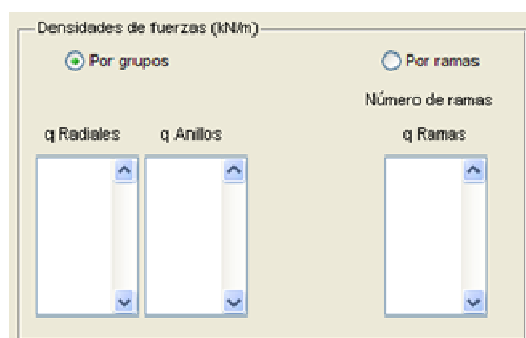 Densidades de fuerzas (kN/m)
Por grupos
Por ramas
Número de ramas
q Radiales
q Anillos
q Ramas